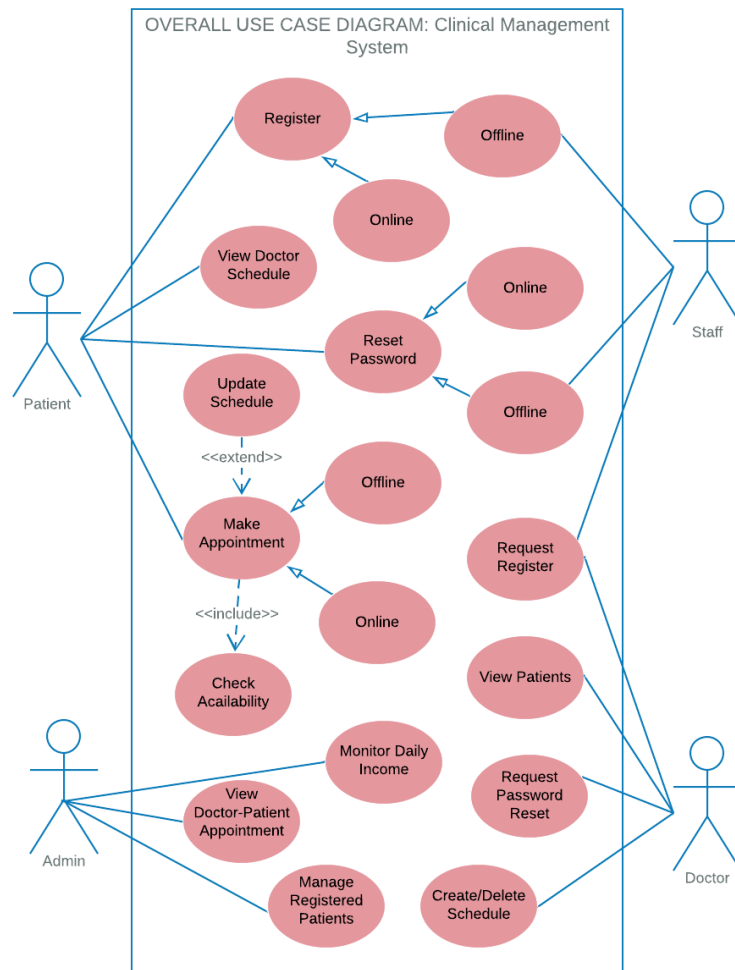 OVERALL USE CASE DIAGRAM: Clinical Management
System
Register
Offline
Online
View Doctor
Schedule
Online
Staff
Reset
Password
Patient
Update
Schedule
Offline
<<extend>>
Offline
Make
Appointment
Request
Register
<<include>>
Online
Check
Acailability
View Patients
Monitor Daily
Income
Request
Password
Reset
View
Doctor-Patient
Appointment
Admin
Doctor
Manage
Registered
Patients
Create/Delete
Schedule